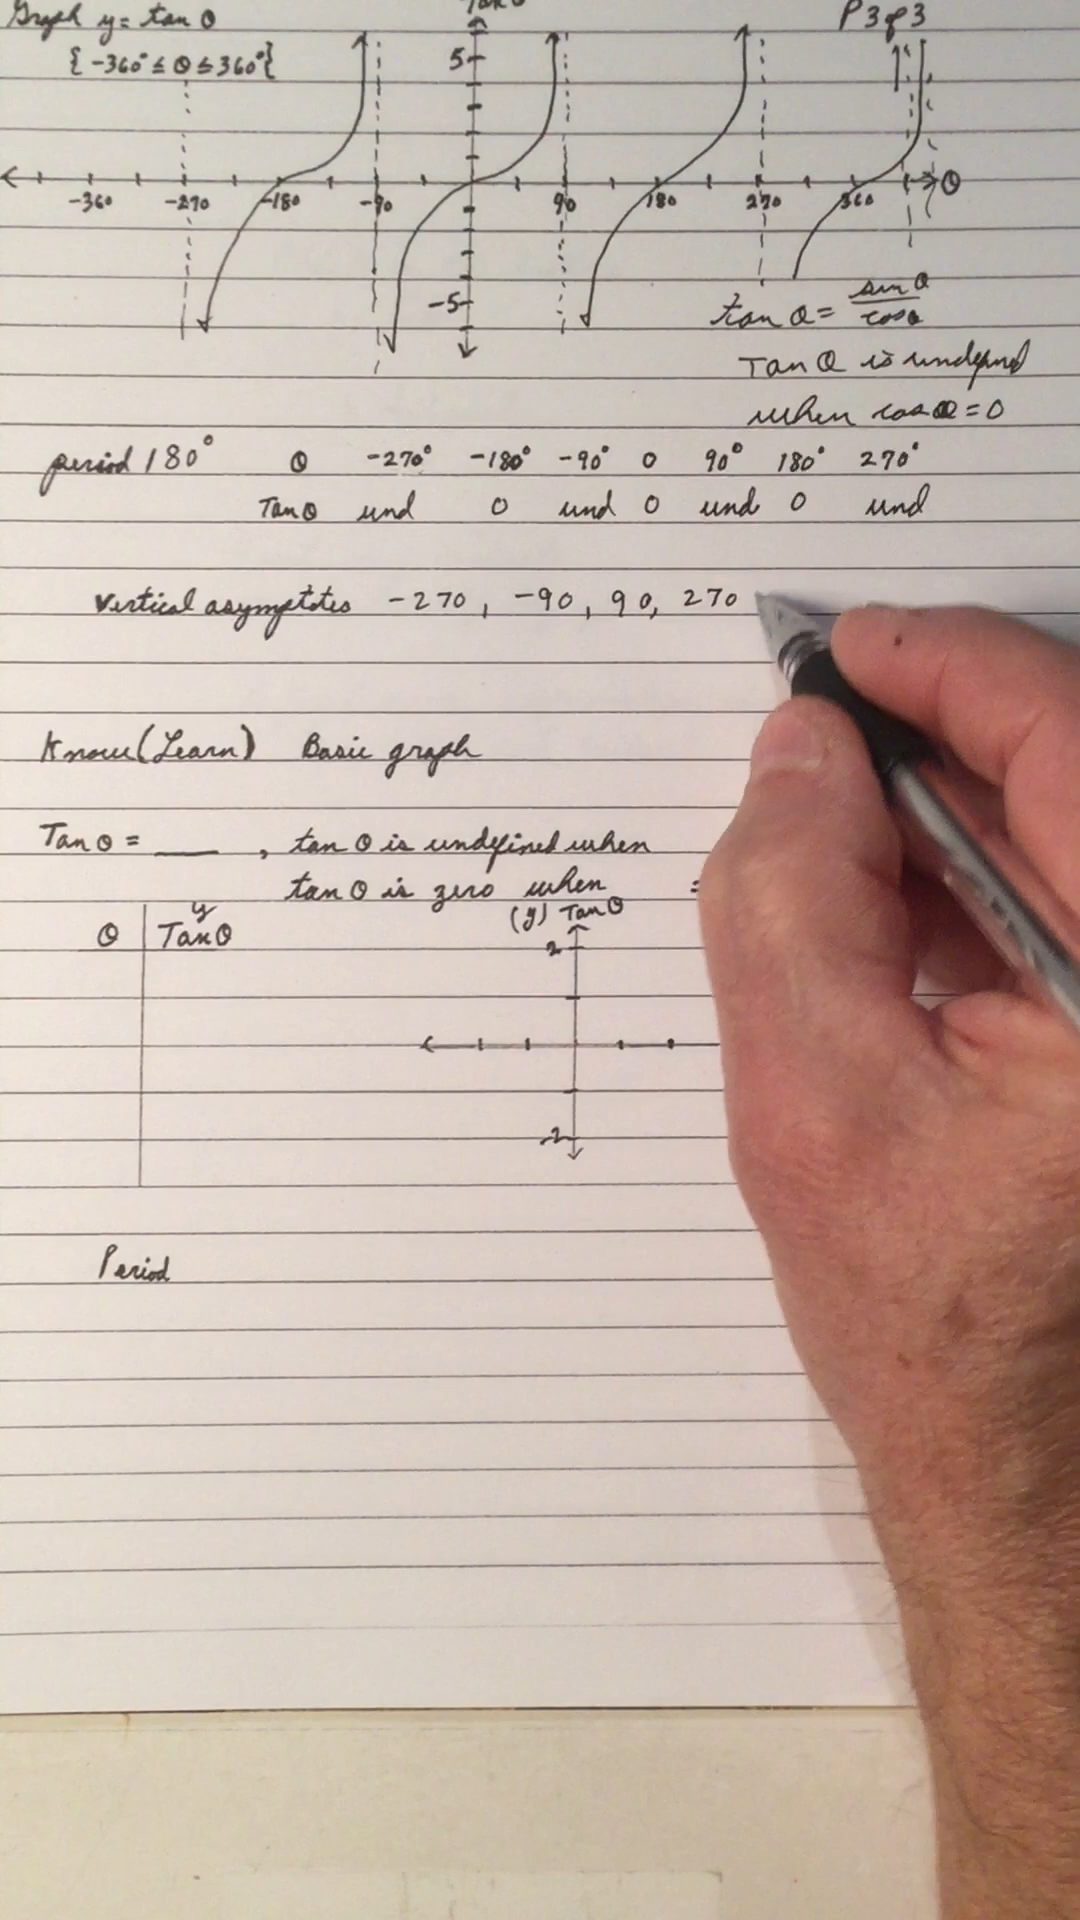 Graph y = tan θ
Tan θ
P 3 of 3
{ -360° ≤ θ ≤ 360° }
5
-360 -270 -180 -90 90 180 270 360 θ
-5
tan θ = sin θ / cos θ
Tan θ is undefined
when cos θ = 0
period 180° θ -270° -180° -90° 0 90° 180° 270°
Tan θ und 0 und 0 und 0 und
Vertical asymptotes -270, -90, 90, 270
Know (Learn) Basic graph
Tan θ = ___ , tan θ is undefined when
tan θ is zero when =
y
(y) Tan θ
θ Tan θ
2
-2
Period